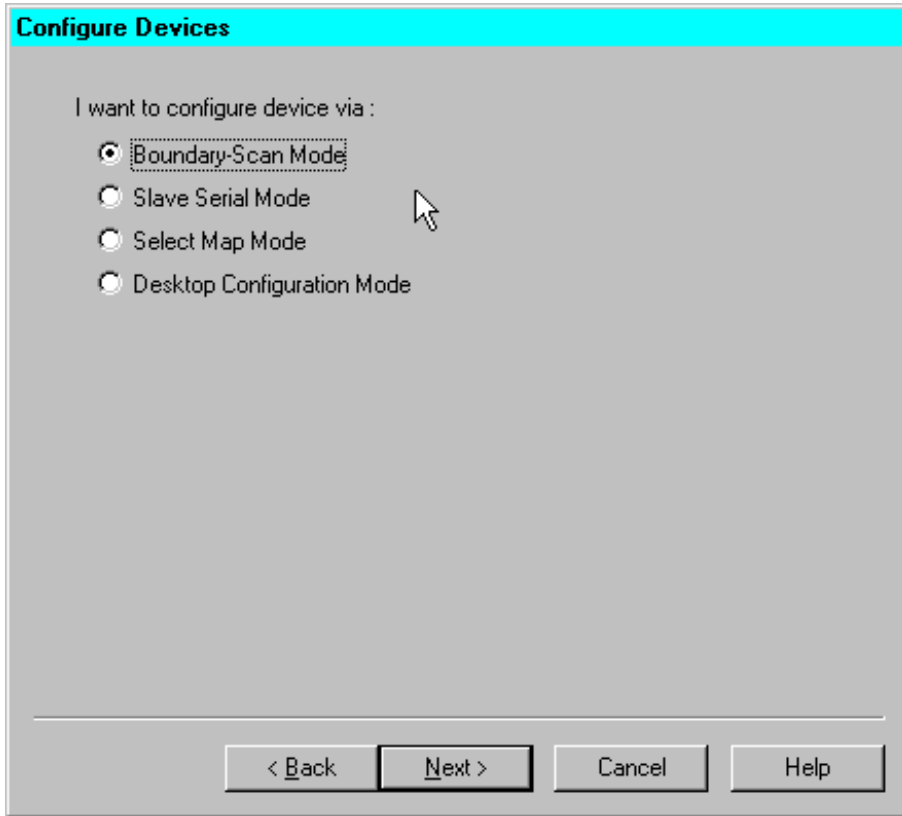 Configure Devices
I want to configure device via :
Boundary-Scan Mode
Slave Serial Mode
Select Map Mode
Desktop Configuration Mode
< Back Next > Cancel Help